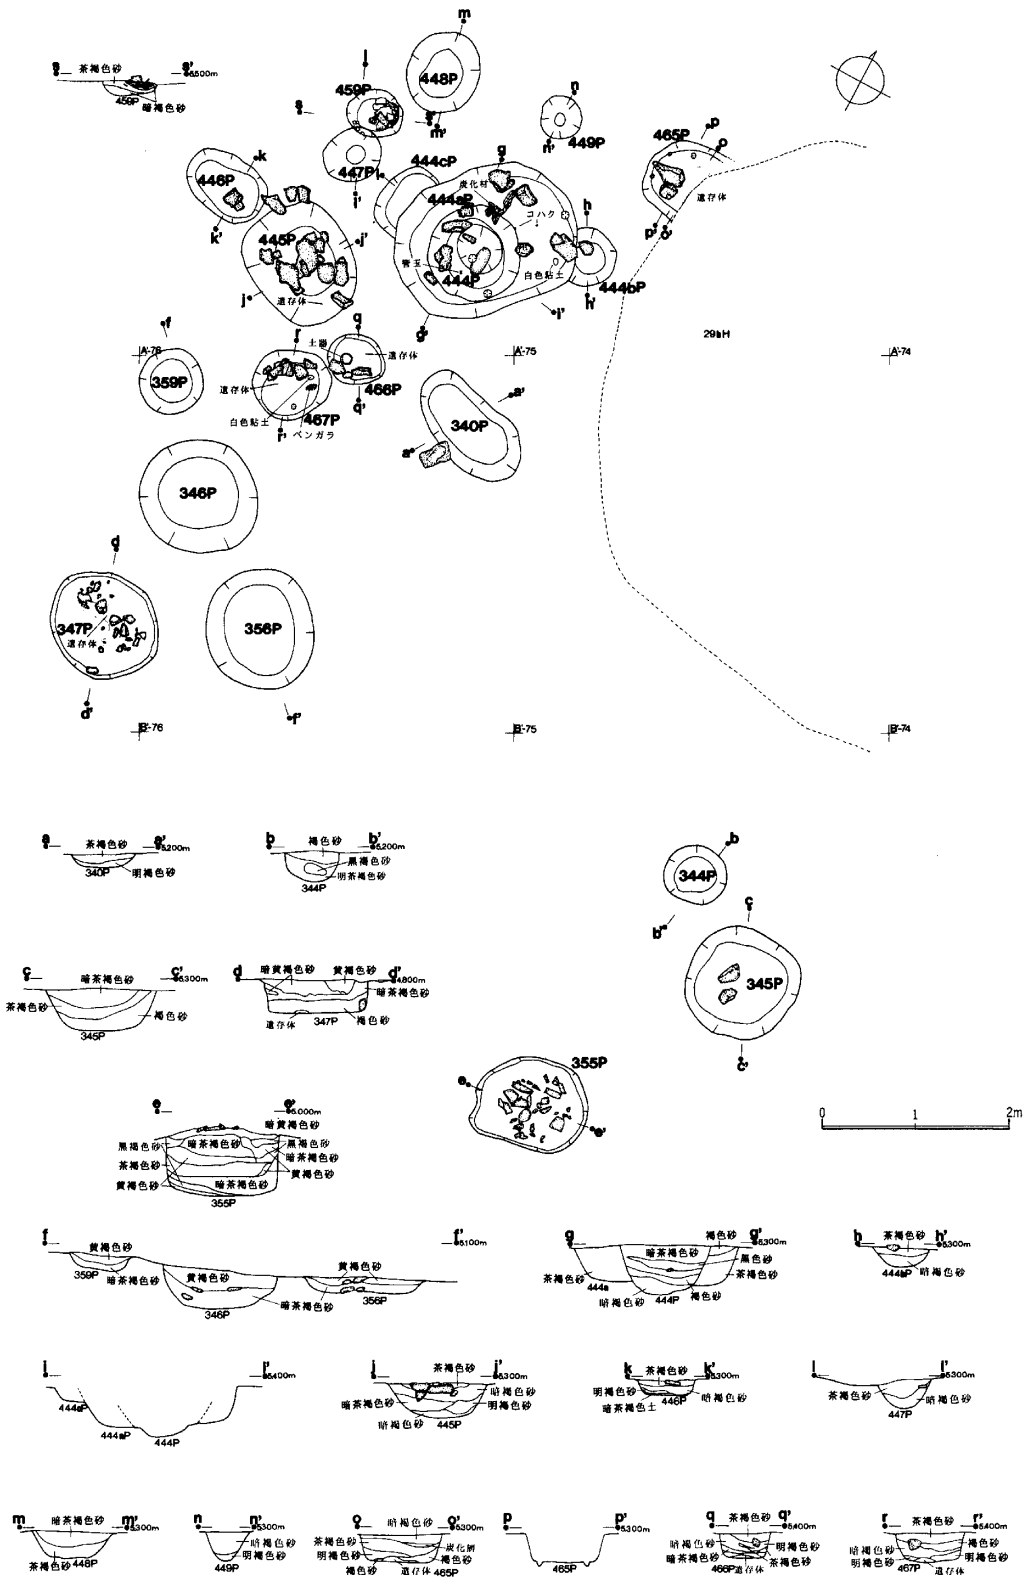 m
s 茶褐色砂 s' 5,500m
459P
暗褐色砂
l
448P
459P
s s'
m'
n
449P
n'
p
465P
o
遺存体
p' o'
k
446P
k'
447P
i
l'
444cP
g
炭化材
444aP
コハク
h
445P
j'
管玉
444P
白色粘土
444bP
h'
j
遺存体
i'
g'
29bH
f
q
r
土器
遺存体
A'-76
A'-75
A'-74
359P
遺存体
466P
467P
q'
白色粘土
r'
ベンガラ
a'
340P
a
346P
d
347P
遺存体
356P
d'
f'
B'-76
B'-75
B'-74
a 茶褐色砂 a' 5,200m
340P 明褐色砂
b 褐色砂 b' 5,200m
黒褐色砂
明茶褐色砂
344P
b
344P
b'
c
345P
c'
c 暗茶褐色砂 c' 5,300m
茶褐色砂
褐色砂
345P
d 暗黄褐色砂 黄褐色砂 d' 4,800m
暗茶褐色砂
遺存体 347P 褐色砂
355P
e
e'
0 1 2m
e e' 5,000m
暗黄褐色砂
黒褐色砂 暗茶褐色砂 黒褐色砂
茶褐色砂 暗茶褐色砂
黄褐色砂 暗茶褐色砂 黄褐色砂
355P
f 黄褐色砂 f' 5,100m
359P 暗茶褐色砂
黄褐色砂 黄褐色砂
346P 暗茶褐色砂 356P
g 褐色砂 g' 5,300m
暗茶褐色砂 黒色砂
茶褐色砂 444a 茶褐色砂
暗褐色砂 444P 褐色砂
h 茶褐色砂 h' 5,300m
444bP 暗褐色砂
i i' 5,400m
444cP
444aP 444P
j 茶褐色砂 j' 5,300m
暗褐色砂
暗茶褐色砂 明褐色砂
暗褐色砂 445P
k 暗茶褐色砂 k' 5,300m
明褐色砂 446P 暗褐色砂
暗茶褐色土
l l' 5,300m
茶褐色砂 暗褐色砂
447P
m 暗茶褐色砂 m' 5,300m
茶褐色砂 448P
n n' 5,300m
暗褐色砂
明褐色砂
449P
o 暗褐色砂 o' 5,300m
茶褐色砂 炭化材
明褐色砂 褐色砂
褐色砂 遺存体 465P
p p' 5,300m
465P
q 茶褐色砂 q' 5,400m
暗褐色砂 明褐色砂
暗茶褐色砂 茶褐色砂
466P 遺存体
r 茶褐色砂 r' 5,400m
暗褐色砂 暗茶褐色砂
明褐色砂 467P 明褐色砂
遺存体